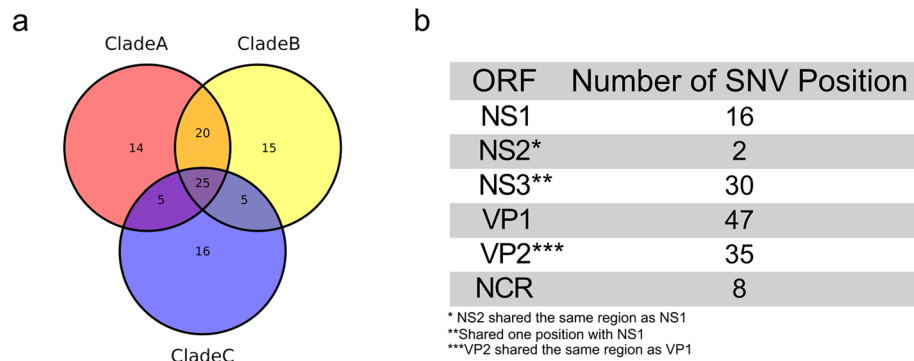 a
b
CladeA
CladeB
14
20
15
25
5
5
16
CladeC
ORF Number of SNV Position
NS1 16
NS2* 2
NS3** 30
VP1 47
VP2*** 35
NCR 8
* NS2 shared the same region as NS1
**Shared one position with NS1
***VP2 shared the same region as VP1